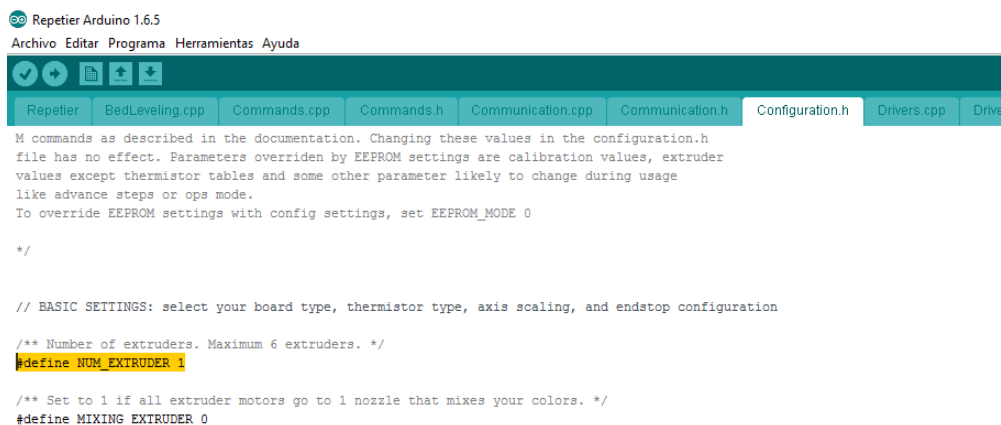 Repetier Arduino 1.6.5
Archivo Editar Programa Herramientas Ayuda
Repetier BedLeveling.cpp Commands.cpp Commands.h Communication.cpp Communication.h Configuration.h Drivers.cpp Drive
M commands as described in the documentation. Changing these values in the configuration.h
file has no effect. Parameters overriden by EEPROM settings are calibration values, extruder
values except thermistor tables and some other parameter likely to change during usage
like advance steps or ops mode.
To override EEPROM settings with config settings, set EEPROM_MODE 0
*/
// BASIC SETTINGS: select your board type, thermistor type, axis scaling, and endstop configuration
/** Number of extruders. Maximum 6 extruders. */
#define NUM_EXTRUDER 1
/** Set to 1 if all extruder motors go to 1 nozzle that mixes your colors. */
#define MIXING_EXTRUDER 0